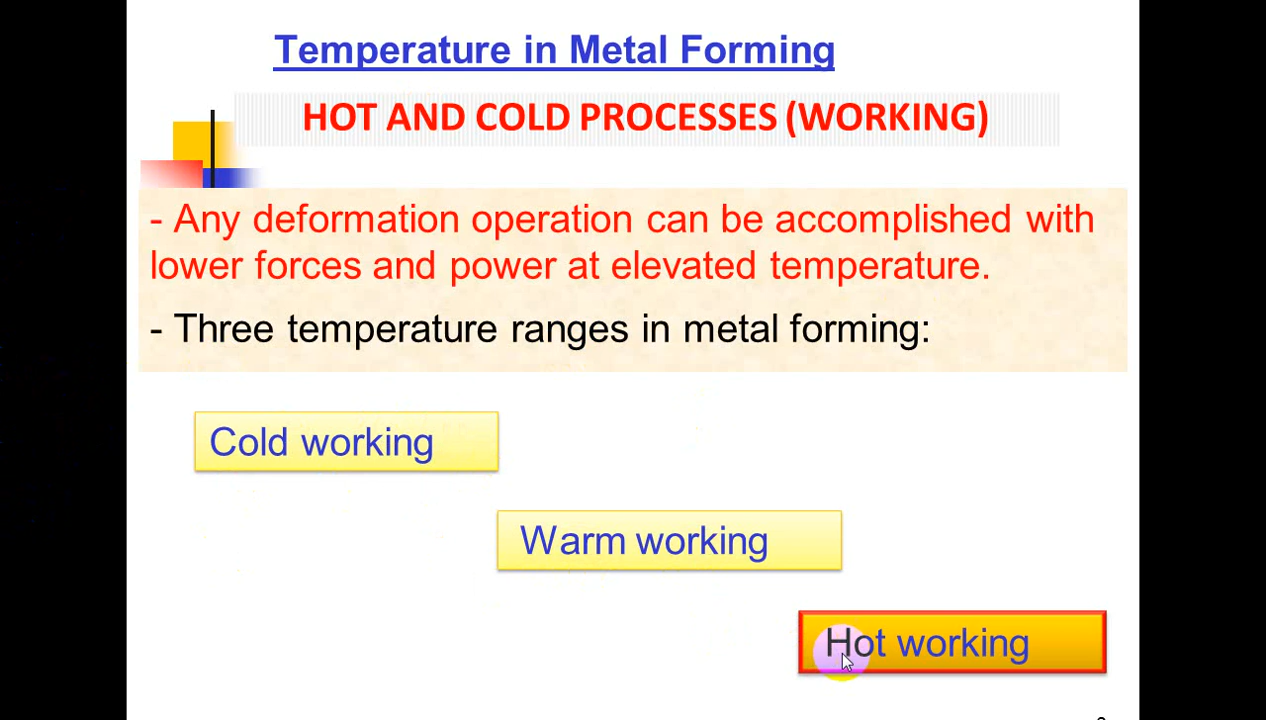 Temperature in Metal Forming
HOT AND COLD PROCESSES (WORKING)
- Any deformation operation can be accomplished with
lower forces and power at elevated temperature.
- Three temperature ranges in metal forming:
Cold working
Warm working
Hot working